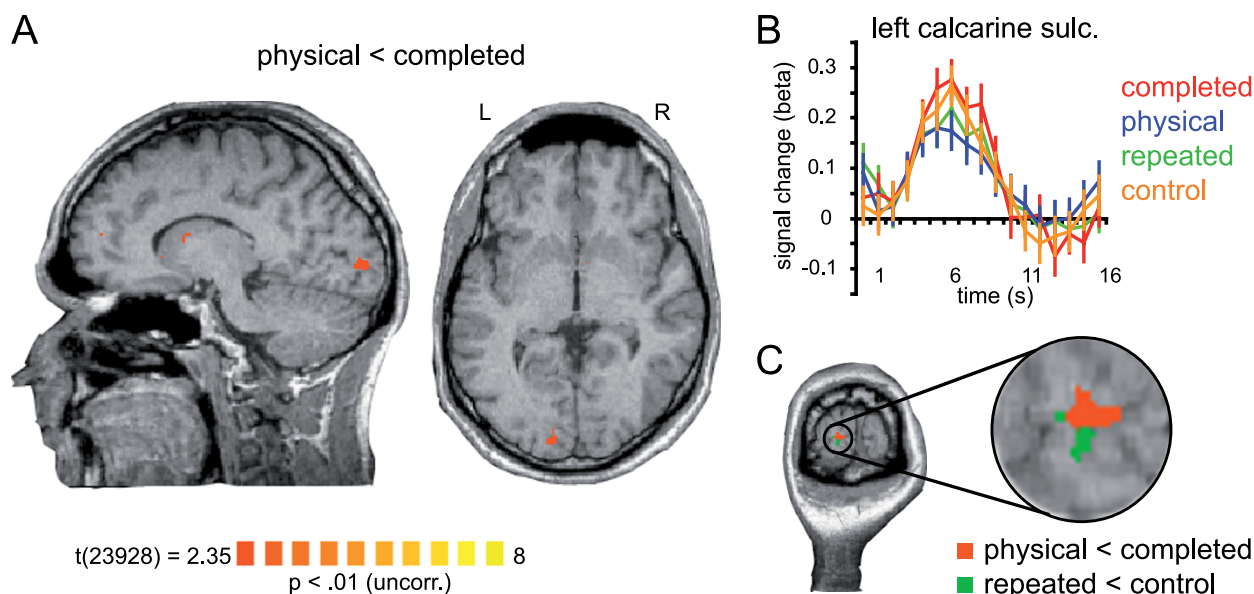 A
physical < completed
L
R
t(23928) = 2.35
8
p < .01 (uncorr.)
B
left calcarine sulc.
signal change (beta)
0.3
0.2
0.1
0
-0.1
1
6
11
16
time (s)
completed
physical
repeated
control
C
physical < completed
repeated < control